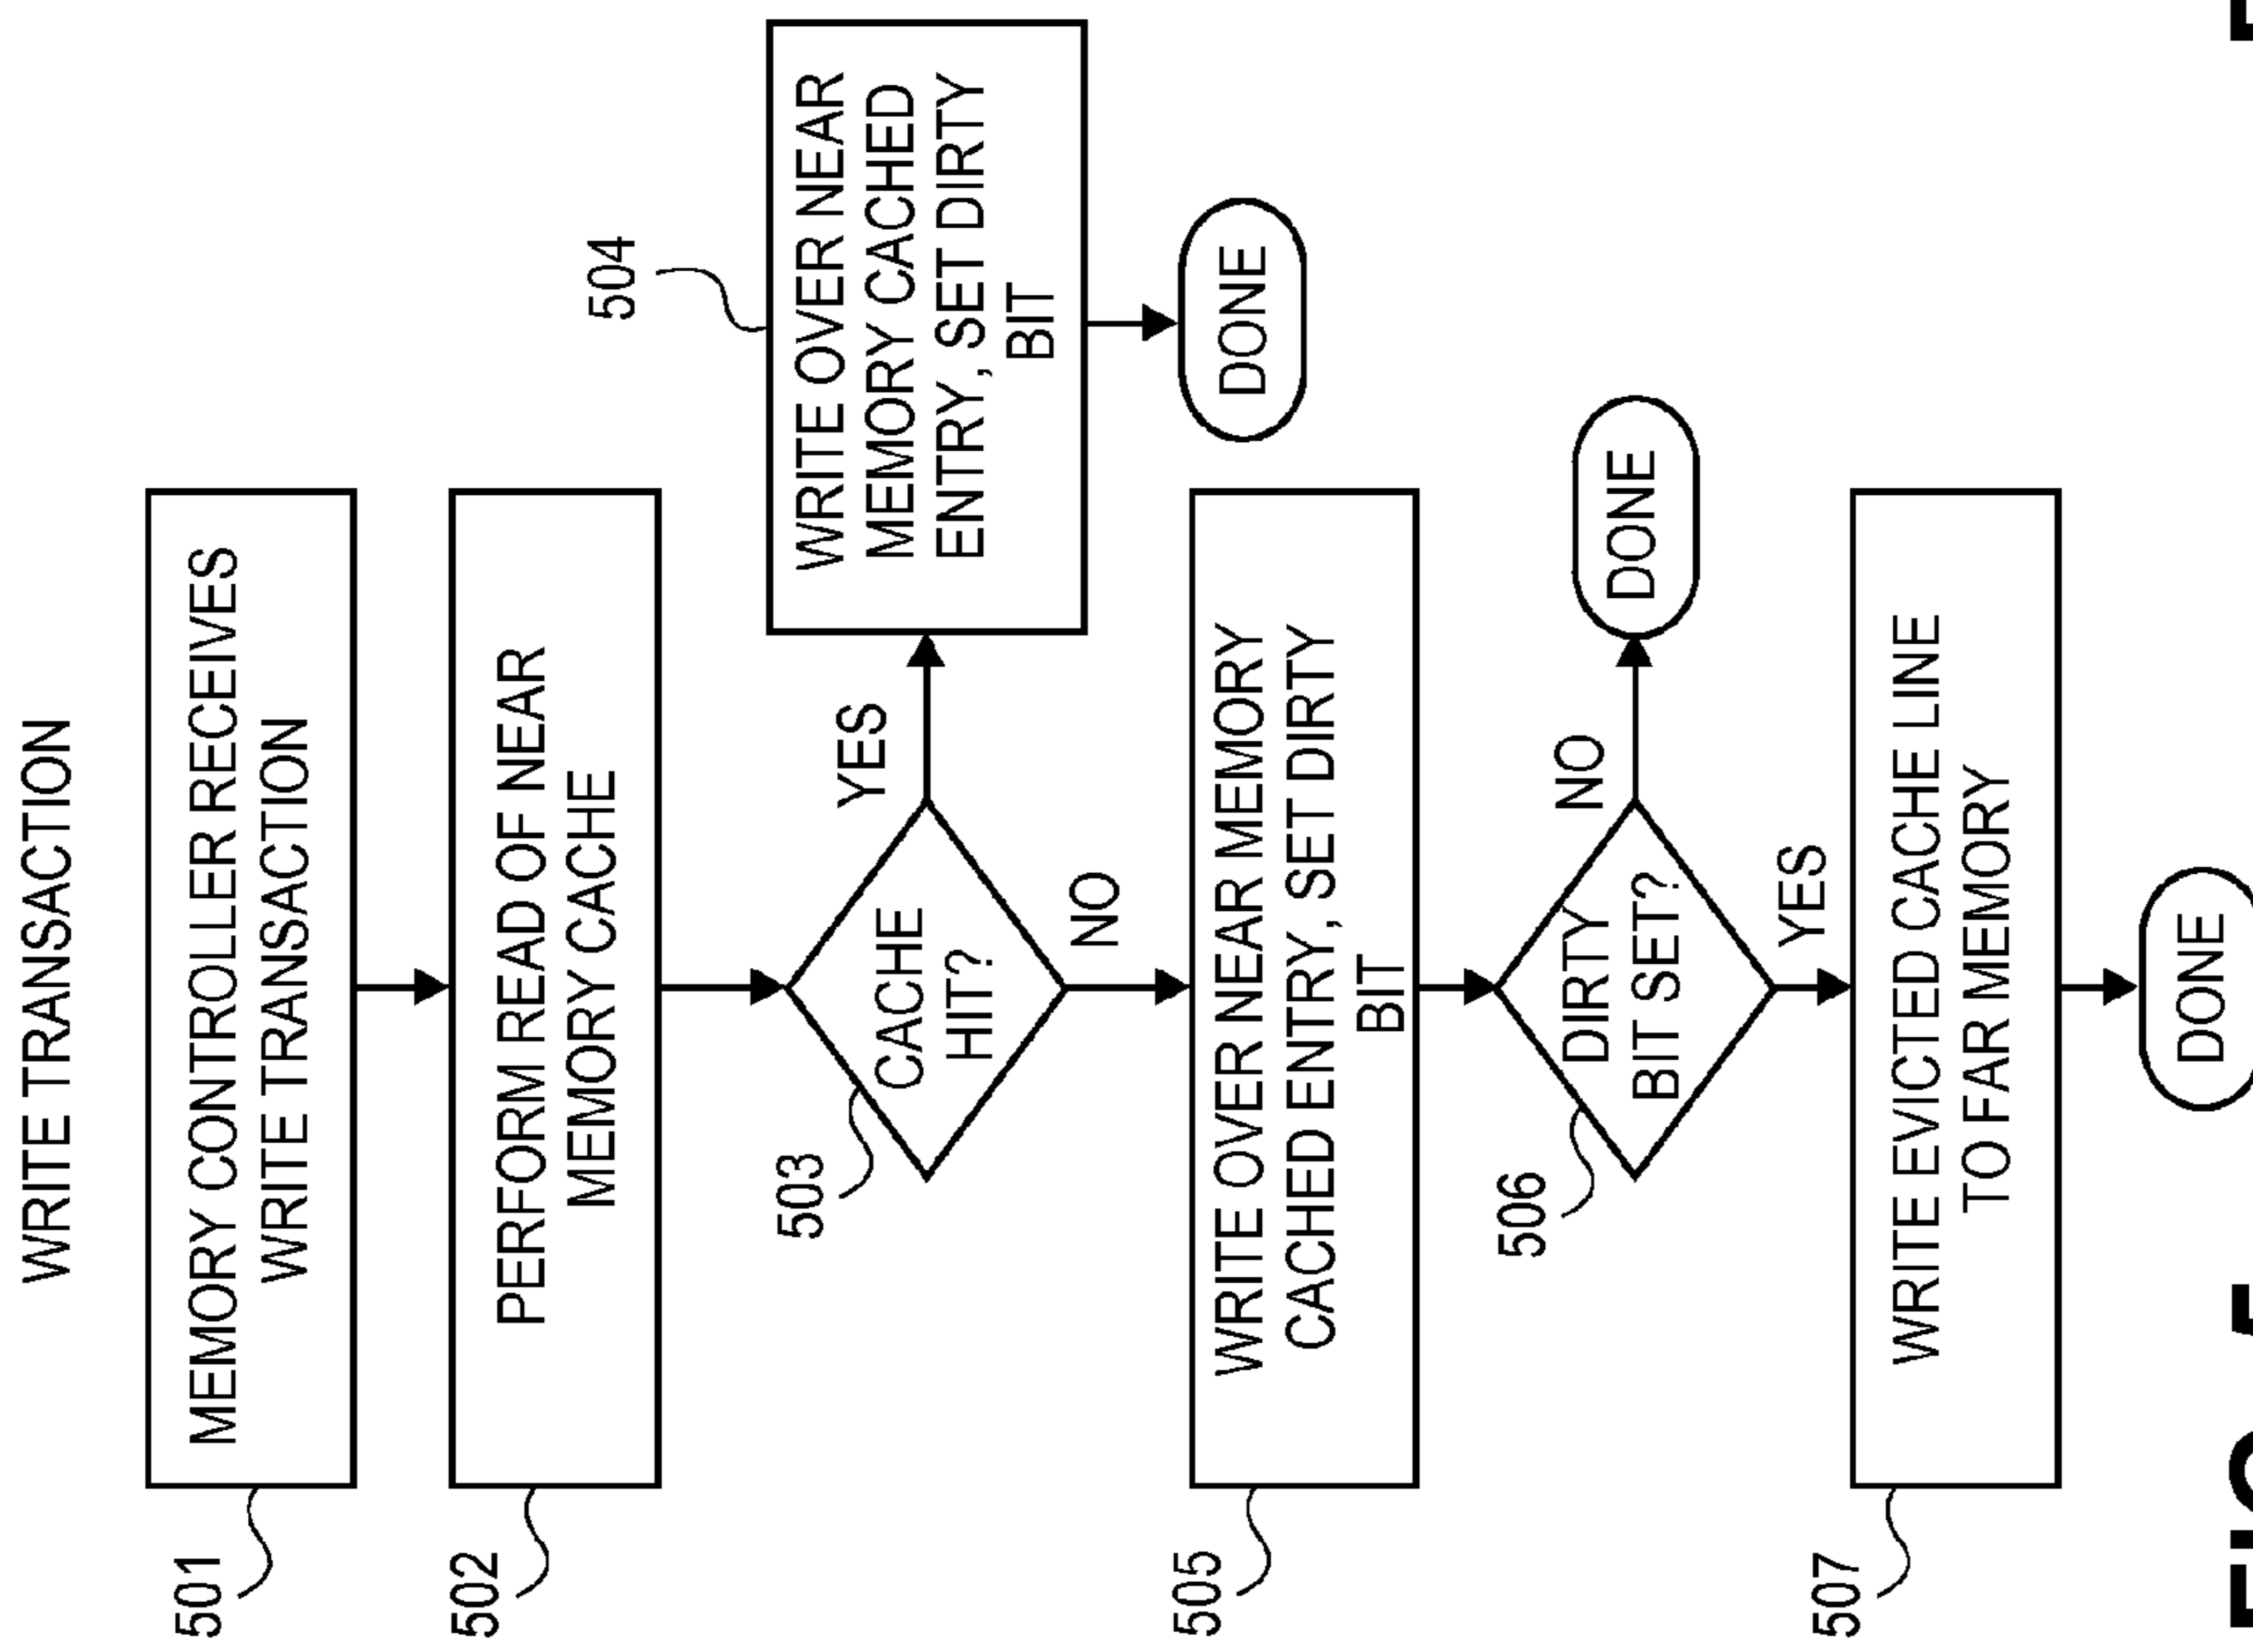 WRITE TRANSACTION
501
MEMORY CONTROLLER RECEIVES
WRITE TRANSACTION
502
PERFORM READ OF NEAR
MEMORY CACHE
503
CACHE
HIT?
YES
504
WRITE OVER NEAR
MEMORY CACHED
ENTRY, SET DIRTY
BIT
DONE
NO
505
WRITE OVER NEAR MEMORY
CACHED ENTRY, SET DIRTY
BIT
506
DIRTY
BIT SET?
NO
DONE
YES
507
WRITE EVICTED CACHE LINE
TO FAR MEMORY
DONE